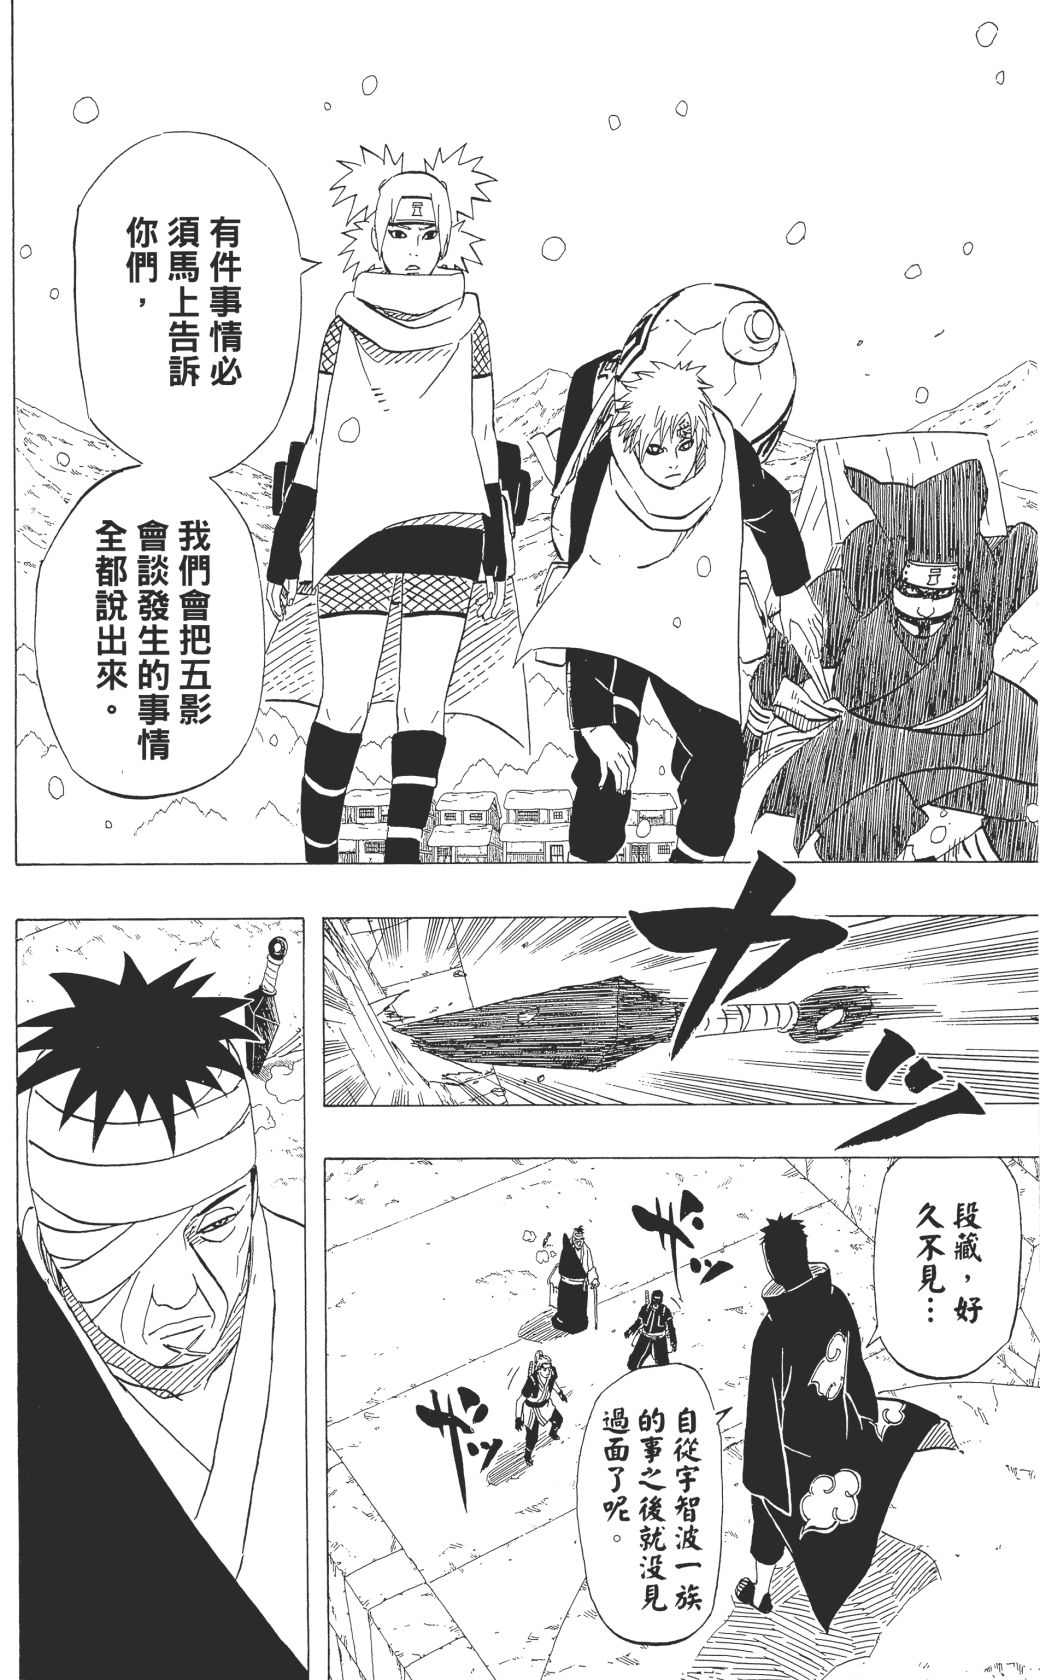 有件事情必
須馬上告訴
你們，
我們會把五影
會談發生的事情
全都說出來。
カッ
段藏，好
久不見…
ザッ
ザッ
自從宇智波一族
的事之後就没見
過面了呢。